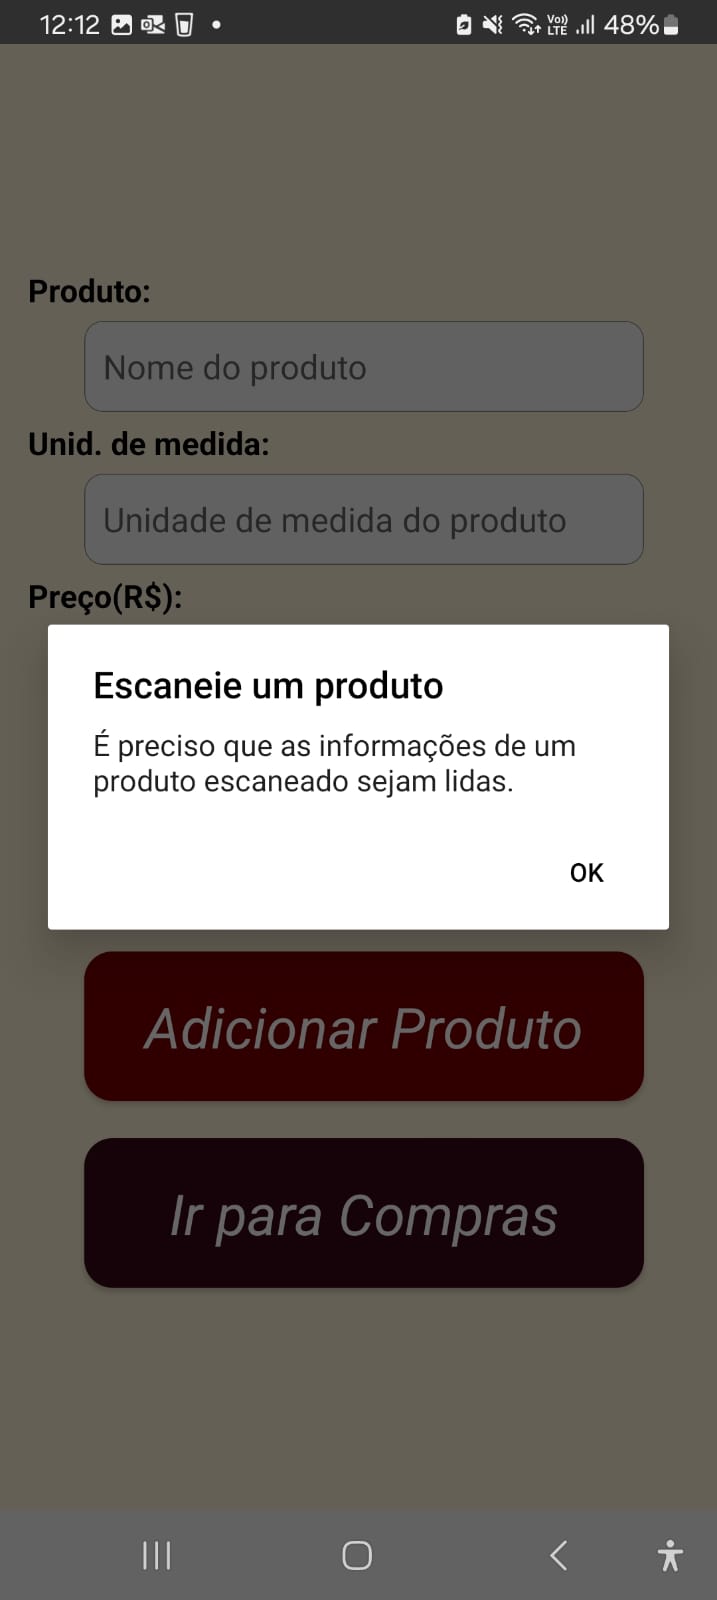 12:12
Vo))
LTE
48%
Produto:
Nome do produto
Unid. de medida:
Unidade de medida do produto
Preço(R$):
Escaneie um produto
É preciso que as informações de um
produto escaneado sejam lidas.
OK
Adicionar Produto
Ir para Compras